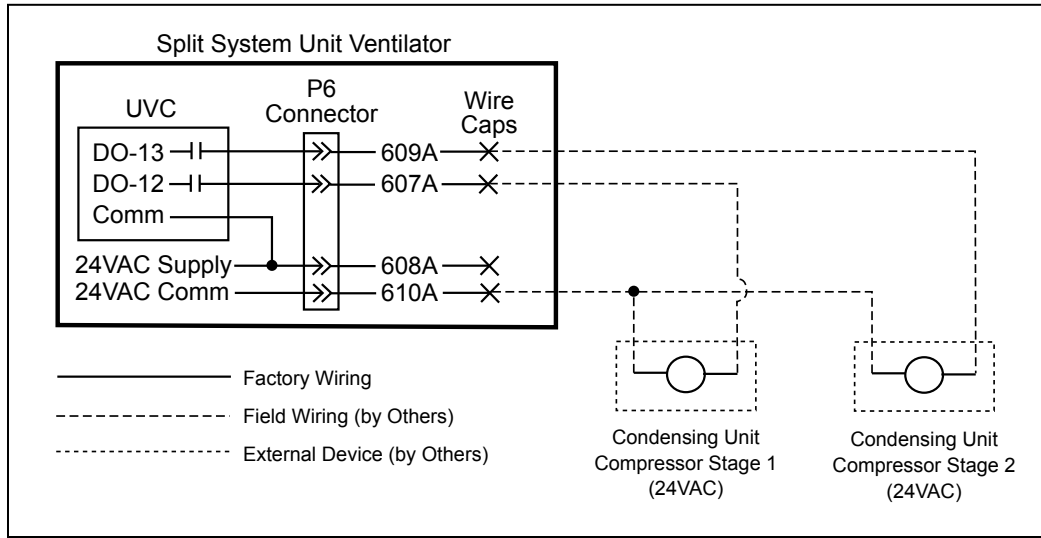 Split System Unit Ventilator
UVC
P6
Connector
Wire
Caps
DO-13
609A
DO-12
607A
Comm
24VAC Supply
608A
24VAC Comm
610A
Factory Wiring
Field Wiring (by Others)
External Device (by Others)
Condensing Unit
Compressor Stage 1
(24VAC)
Condensing Unit
Compressor Stage 2
(24VAC)